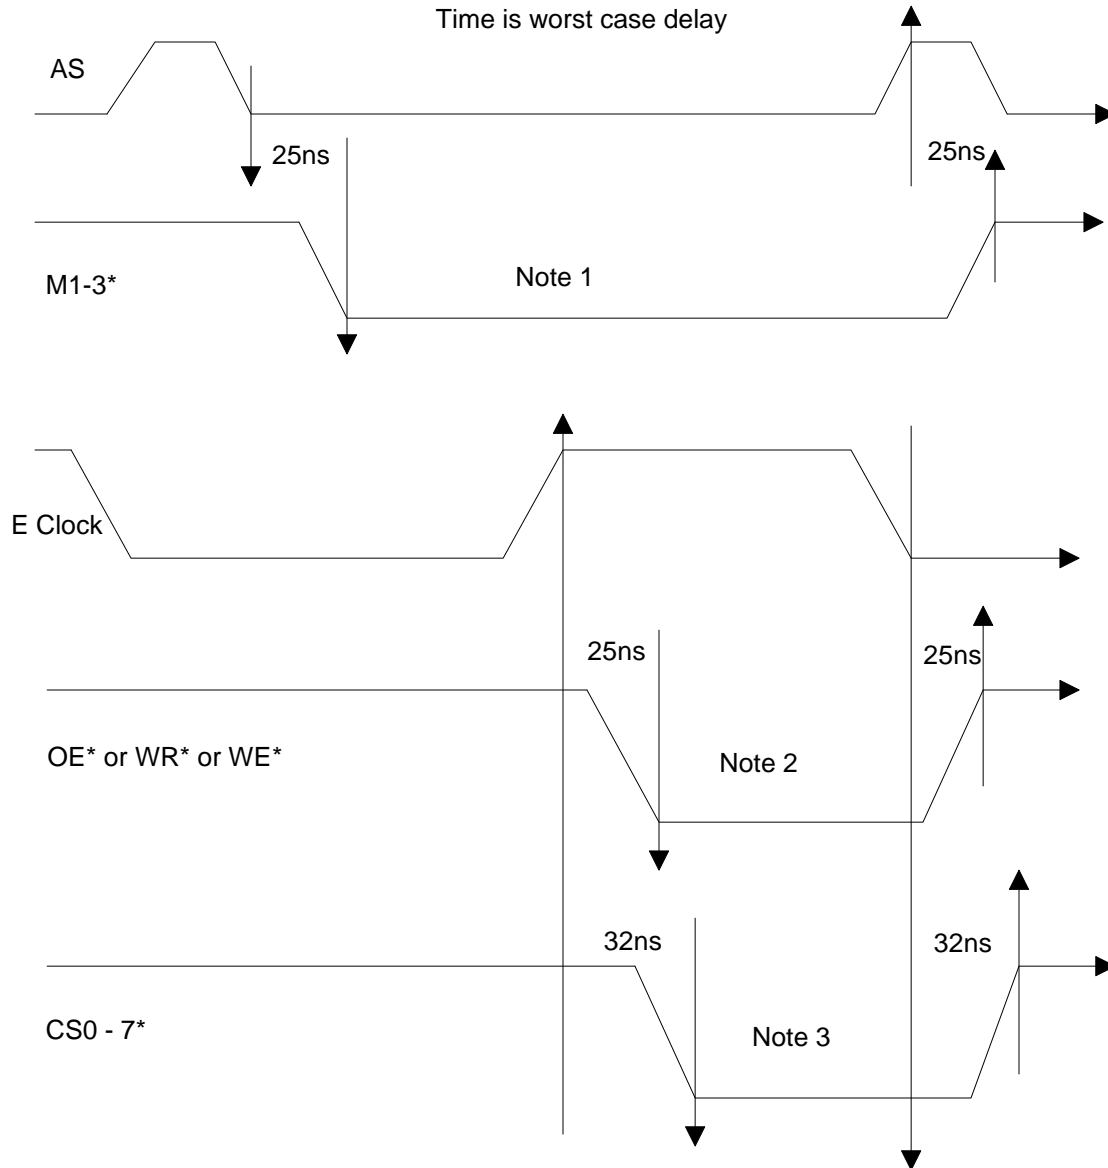 Time is worst case delay
AS
25ns
25ns
M1-3*
Note 1
E Clock
25ns
25ns
OE* or WR* or WE*
Note 2
32ns
32ns
CS0 - 7*
Note 3